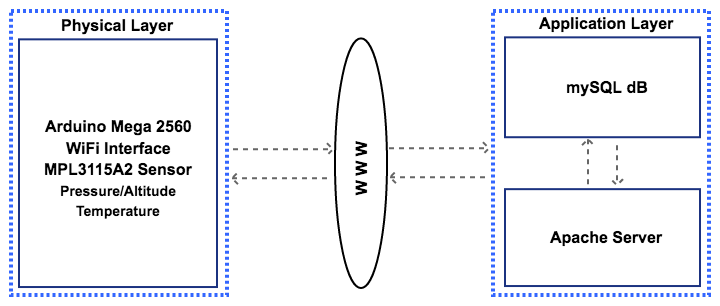 Physical Layer
Arduino Mega 2560
WiFi Interface
MPL3115A2 Sensor
Pressure/Altitude
Temperature
WWW
Application Layer
mySQL dB
Apache Server